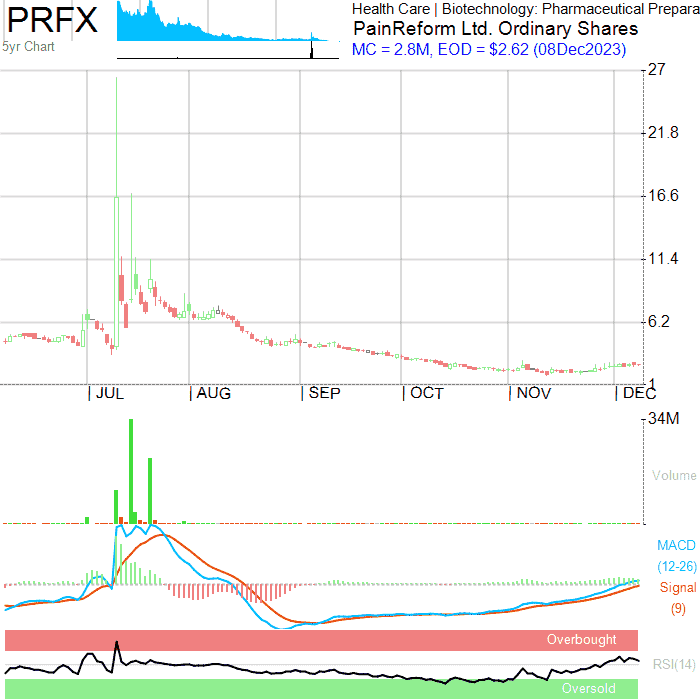 PRFX
5yr Chart
Health Care | Biotechnology: Pharmaceutical Prepara
PainReform Ltd. Ordinary Shares
MC = 2.8M, EOD = $2.62 (08Dec2023)
27
21.8
16.6
11.4
6.2
1
JUL AUG SEP OCT NOV DEC
34M
Volume
MACD
(12-26)
Signal
(9)
Overbought
RSI(14)
Oversold